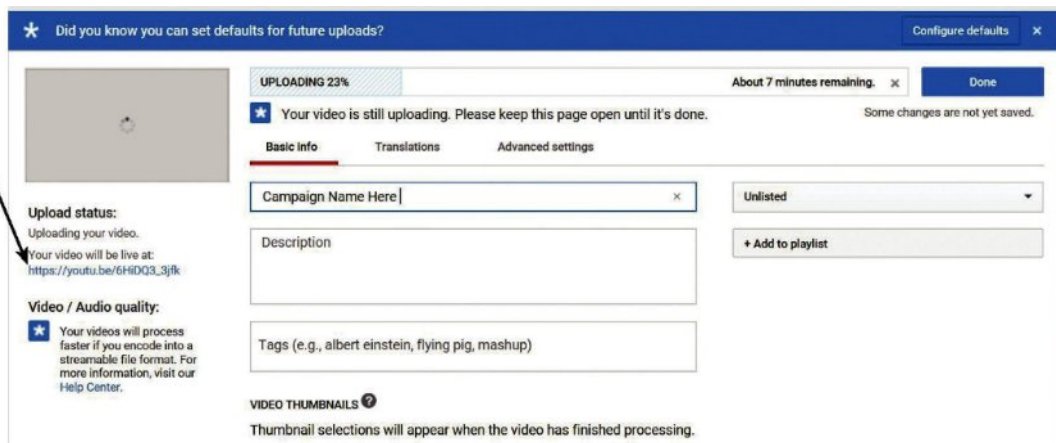 Did you know you can set defaults for future uploads?
Configure defaults ×
UPLOADING 23%
About 7 minutes remaining. ×
Done
Your video is still uploading. Please keep this page open until it's done.
Some changes are not yet saved.
Basic info
Translations
Advanced settings
Campaign Name Here
×
Unlisted
Upload status:
Uploading your video.
Your video will be live at:
https://youtu.be/6HiDQ3_3jfk
Description
+ Add to playlist
Video / Audio quality:
Your videos will process
faster if you encode into a
streamable file format. For
more information, visit our
Help Center.
Tags (e.g., albert einstein, flying pig, mashup)
VIDEO THUMBNAILS ?
Thumbnail selections will appear when the video has finished processing.